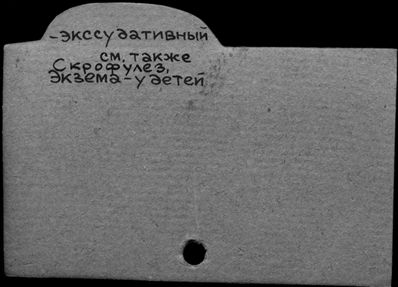 -экссудативный
см. также
Скрофулез,
Экзема-у детей